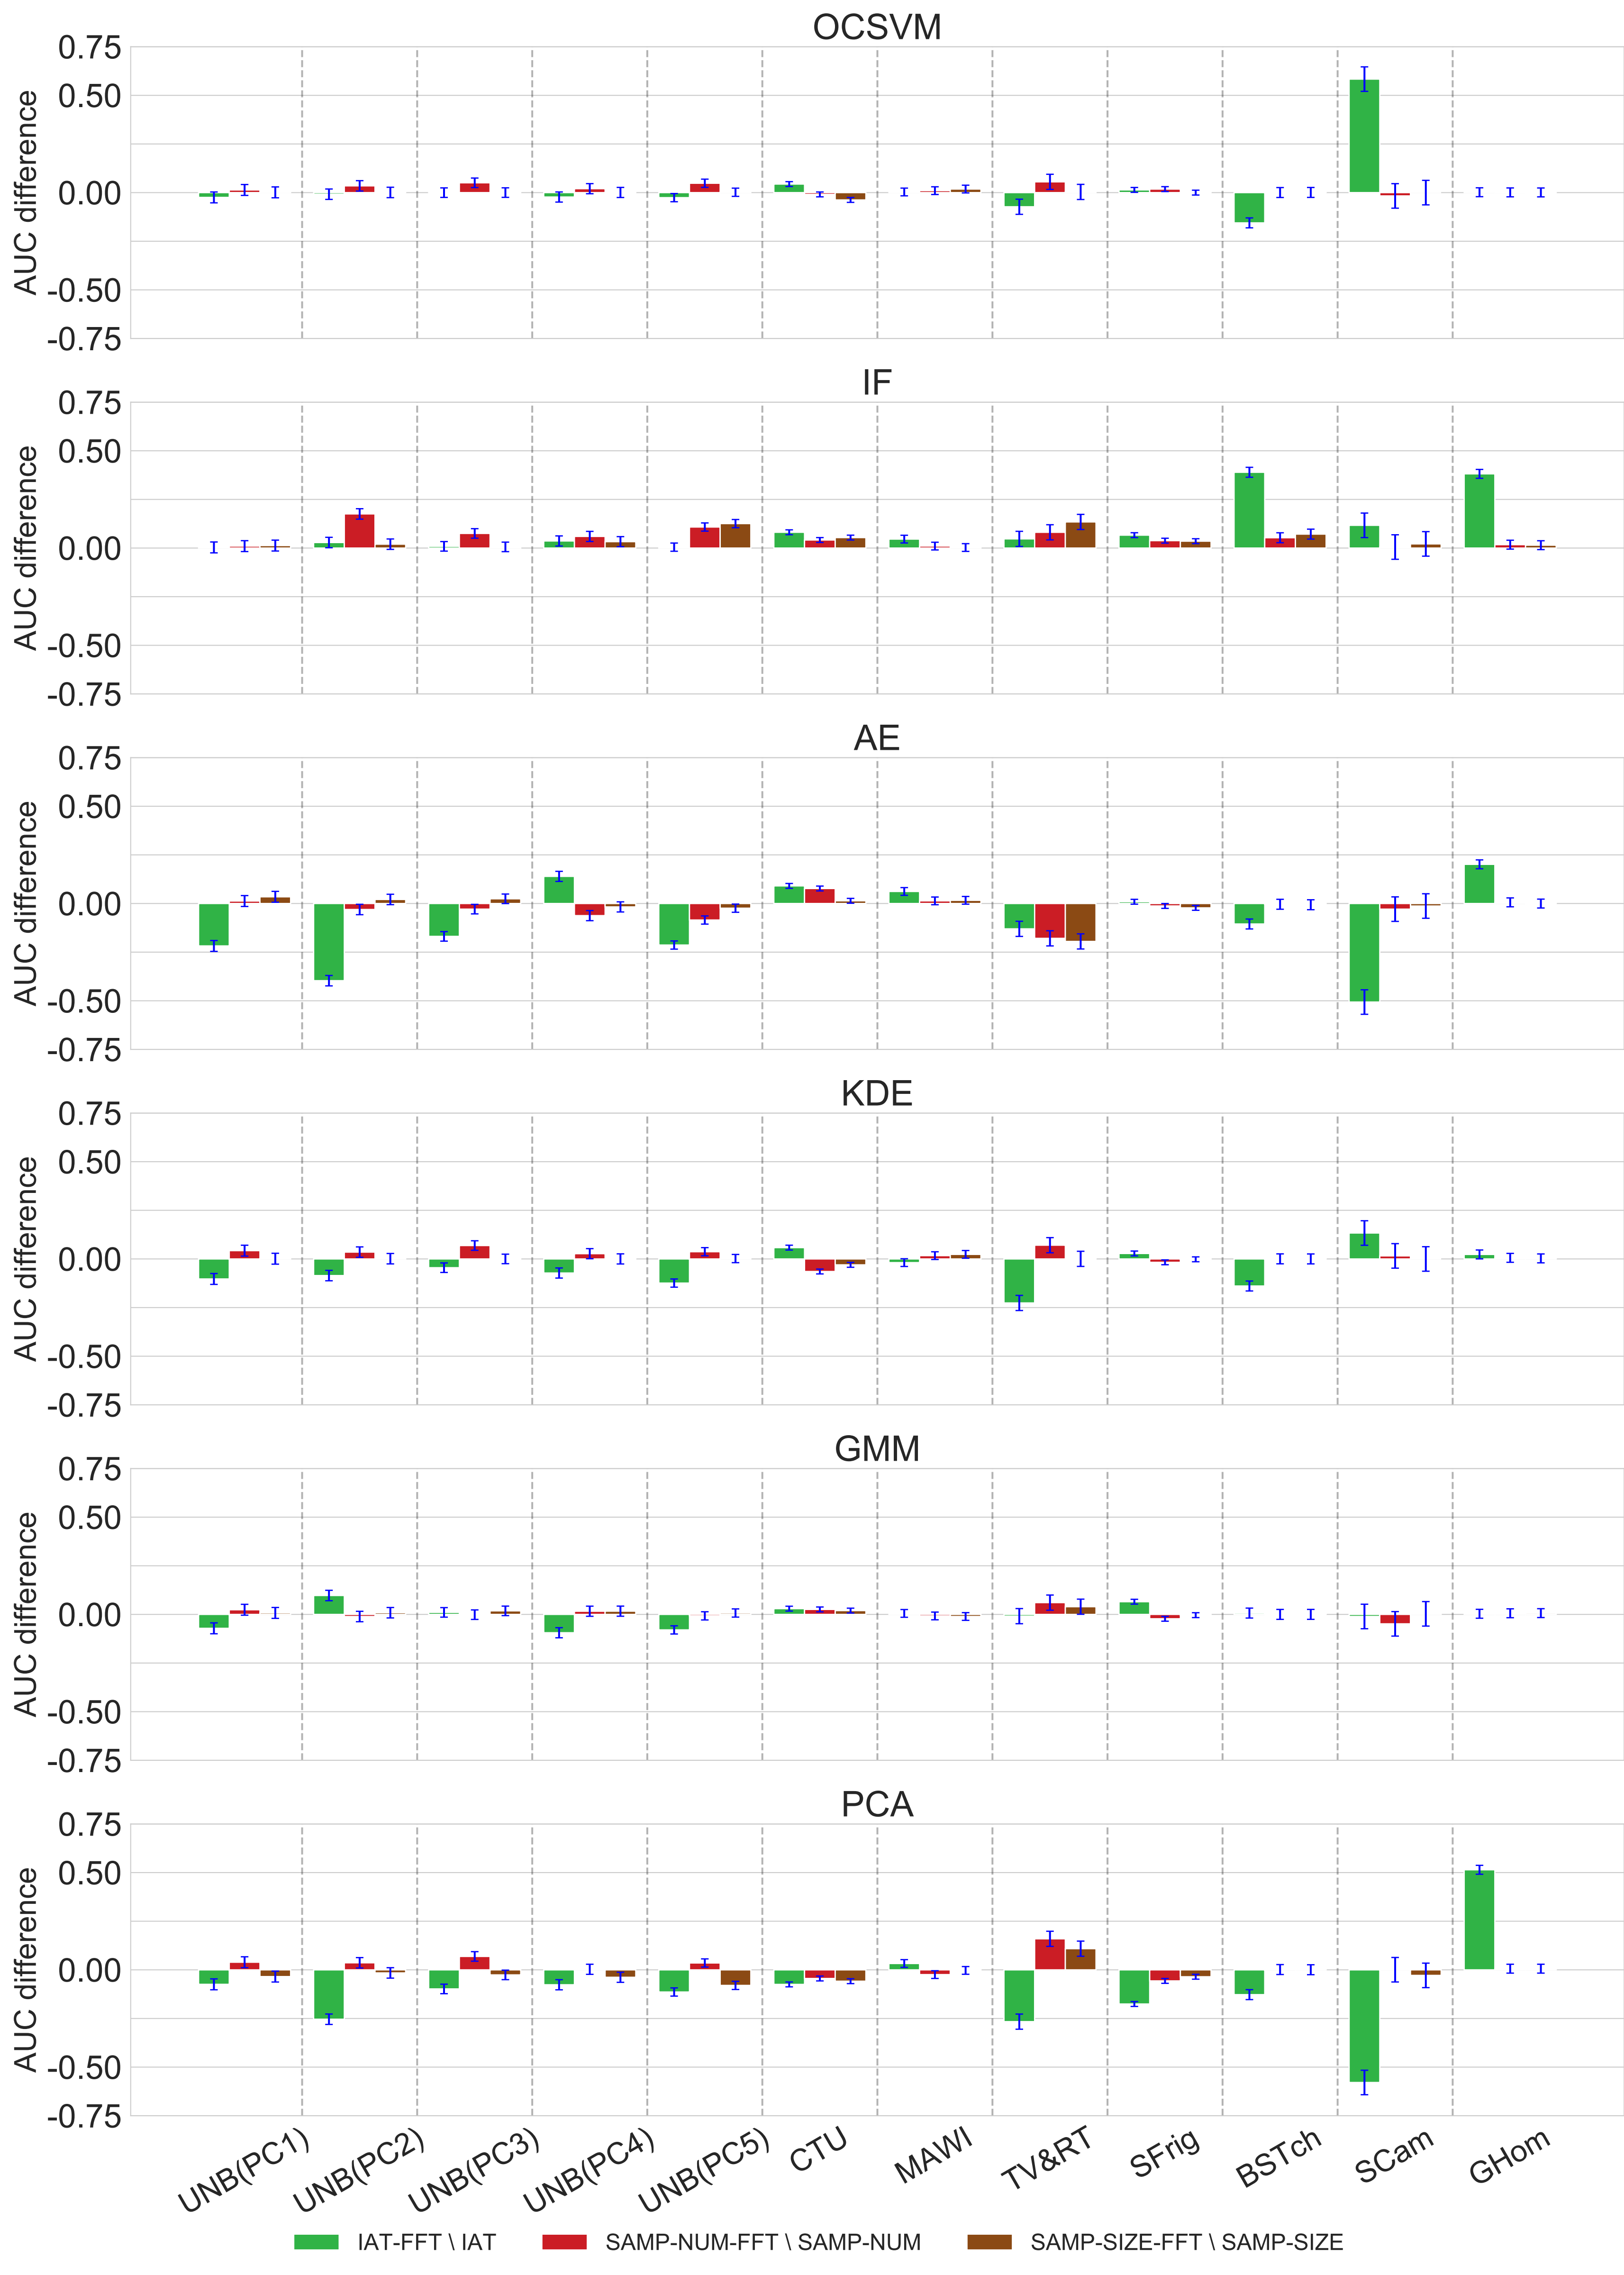 OCSVM
0.75
0.50
0.00
-0.50
-0.75
AUC difference
IF
0.75
0.50
0.00
-0.50
-0.75
AUC difference
AE
0.75
0.50
0.00
-0.50
-0.75
AUC difference
KDE
0.75
0.50
0.00
-0.50
-0.75
AUC difference
GMM
0.75
0.50
0.00
-0.50
-0.75
AUC difference
PCA
0.75
0.50
0.00
-0.50
-0.75
AUC difference
UNB(PC1)
UNB(PC2)
UNB(PC3)
UNB(PC4)
UNB(PC5)
CTU
MAWI
TV&RT
SFrig
BSTch
SCam
GHom
IAT-FFT \ IAT
SAMP-NUM-FFT \ SAMP-NUM
SAMP-SIZE-FFT \ SAMP-SIZE